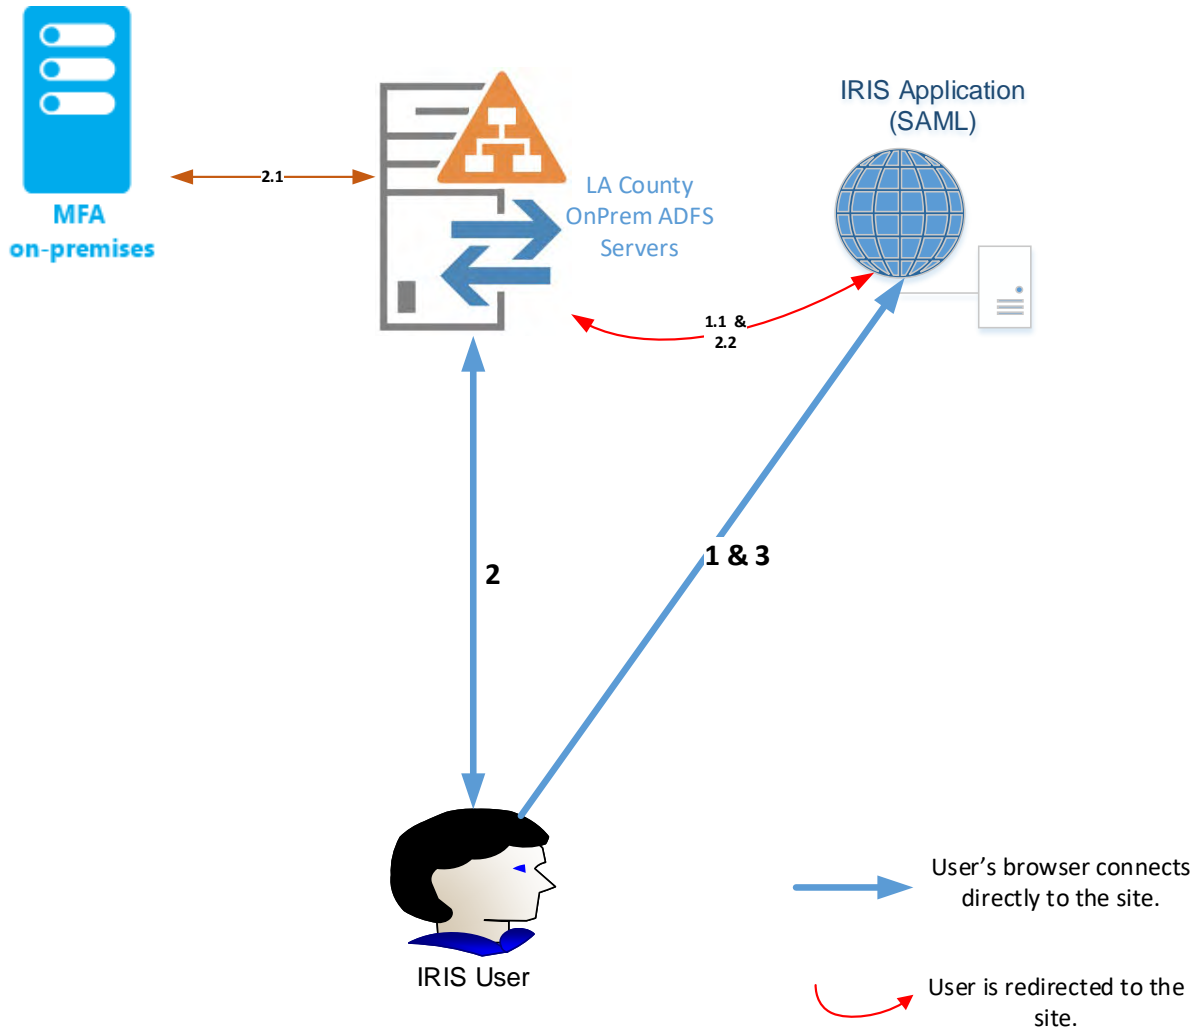 IRIS Application
(SAML)
MFA
on-premises
2.1
LA County
OnPrem ADFS
Servers
1.1 &
2.2
2
1 & 3
IRIS User
User’s browser connects
directly to the site.
User is redirected to the
site.